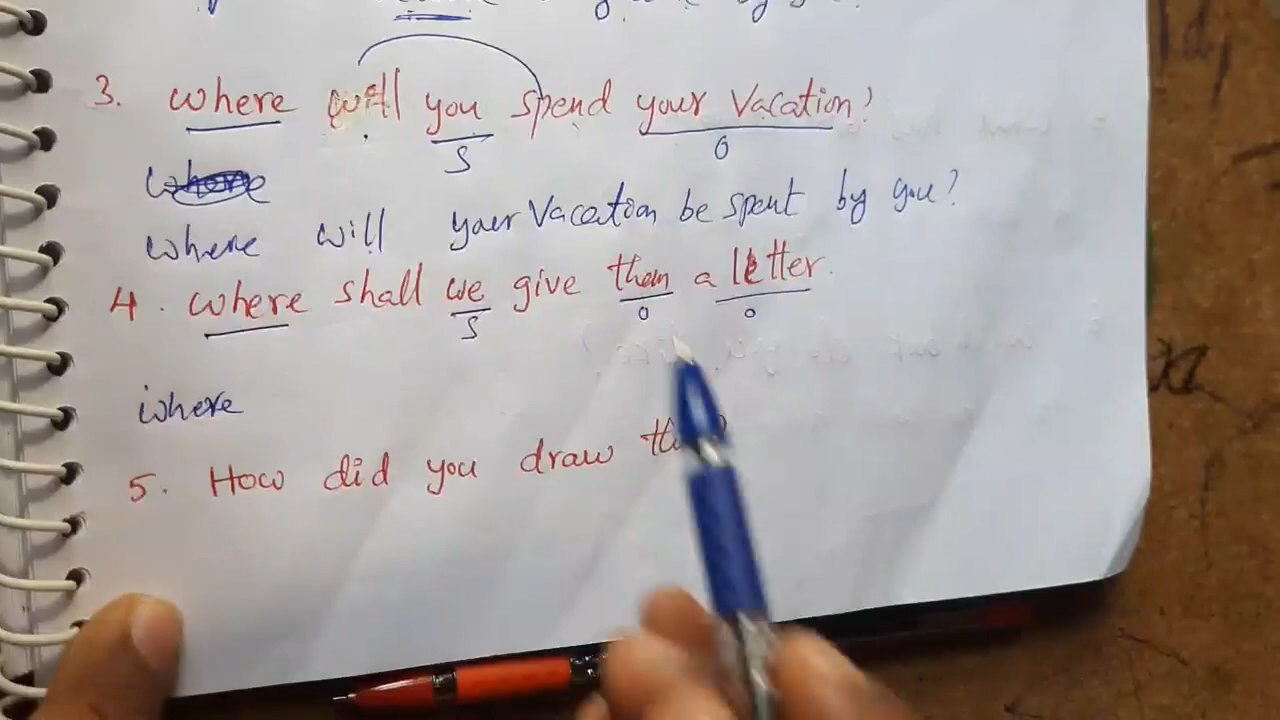 3. where will you spend your vacation?
S O
where will your vacation be spent by you?
4. where shall we give them a letter.
S O O
where
5. How did you draw